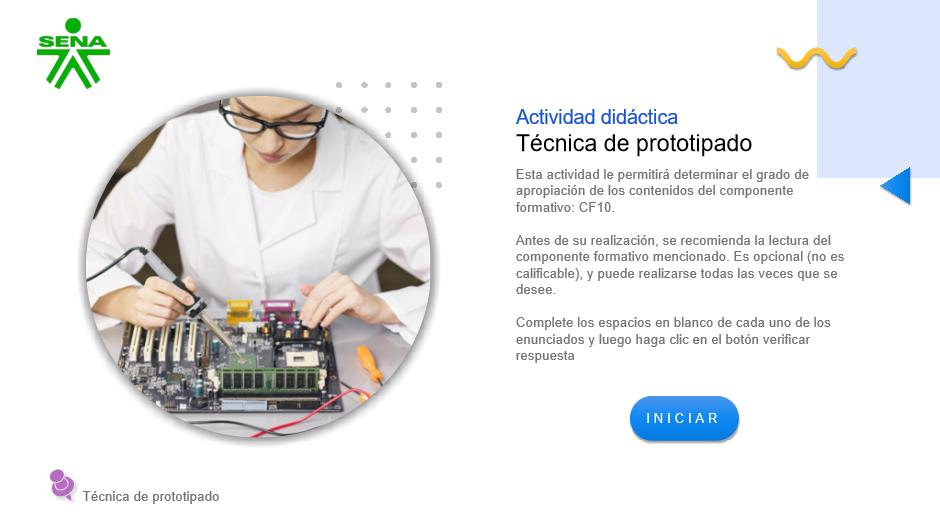 SENA
Actividad didáctica
Técnica de prototipado
Esta actividad le permitirá determinar el grado de
apropiación de los contenidos del componente
formativo: CF10.
Antes de su realización, se recomienda la lectura del
componente formativo mencionado. Es opcional (no es
calificable), y puede realizarse todas las veces que se
desee.
Complete los espacios en blanco de cada uno de los
enunciados y luego haga clic en el botón verificar
respuesta
INICIAR
Técnica de prototipado